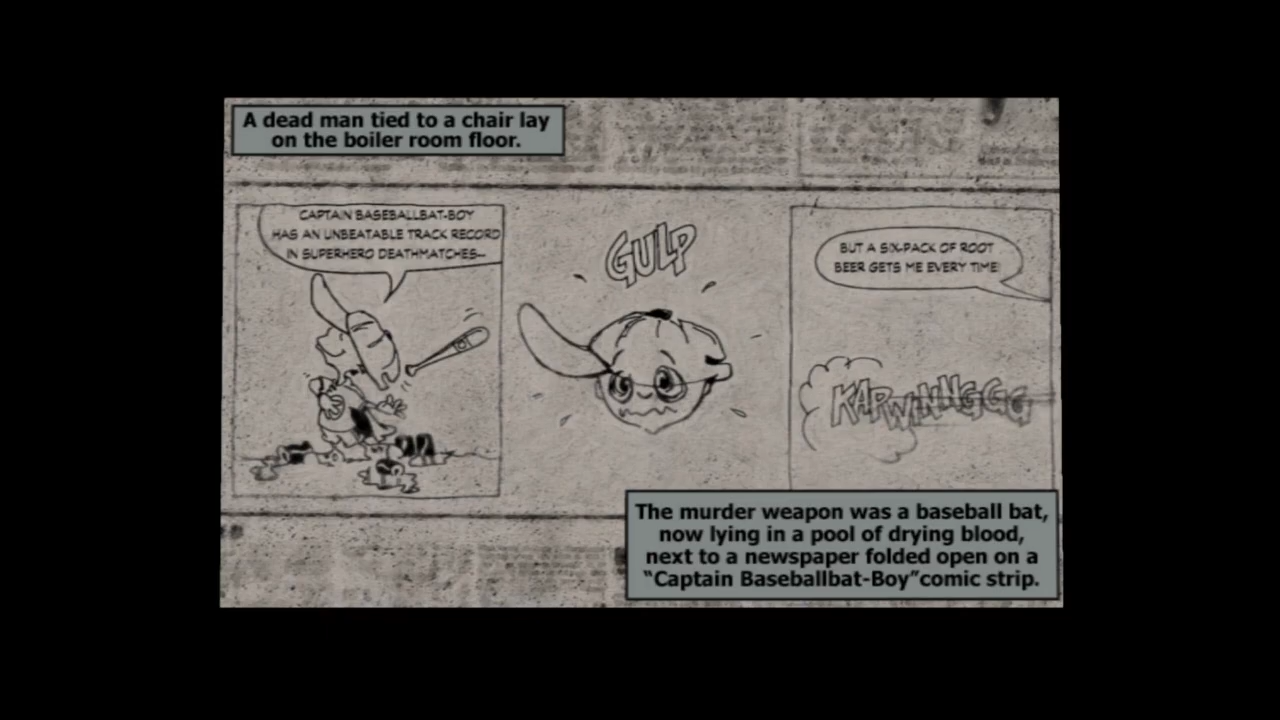 A dead man tied to a chair lay
on the boiler room floor.
CAPTAIN BASEBALLBAT-BOY
HAS AN UNBEATABLE TRACK RECORD
IN SUPERHERO DEATHMATCHES--
GULP
BUT A SIX-PACK OF ROOT
BEER GETS ME EVERY TIME!
KAPWINNGGG
The murder weapon was a baseball bat,
now lying in a pool of drying blood,
next to a newspaper folded open on a
“Captain Baseballbat-Boy”comic strip.